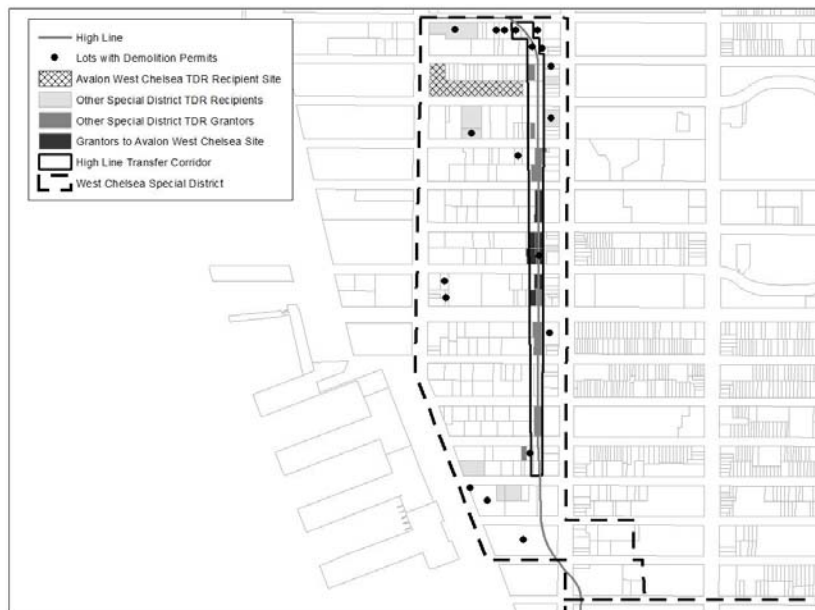 High Line
Lots with Demolition Permits
Avalon West Chelsea TDR Recipient Site
Other Special District TDR Recipients
Other Special District TDR Grantors
Grantors to Avalon West Chelsea Site
High Line Transfer Corridor
West Chelsea Special District